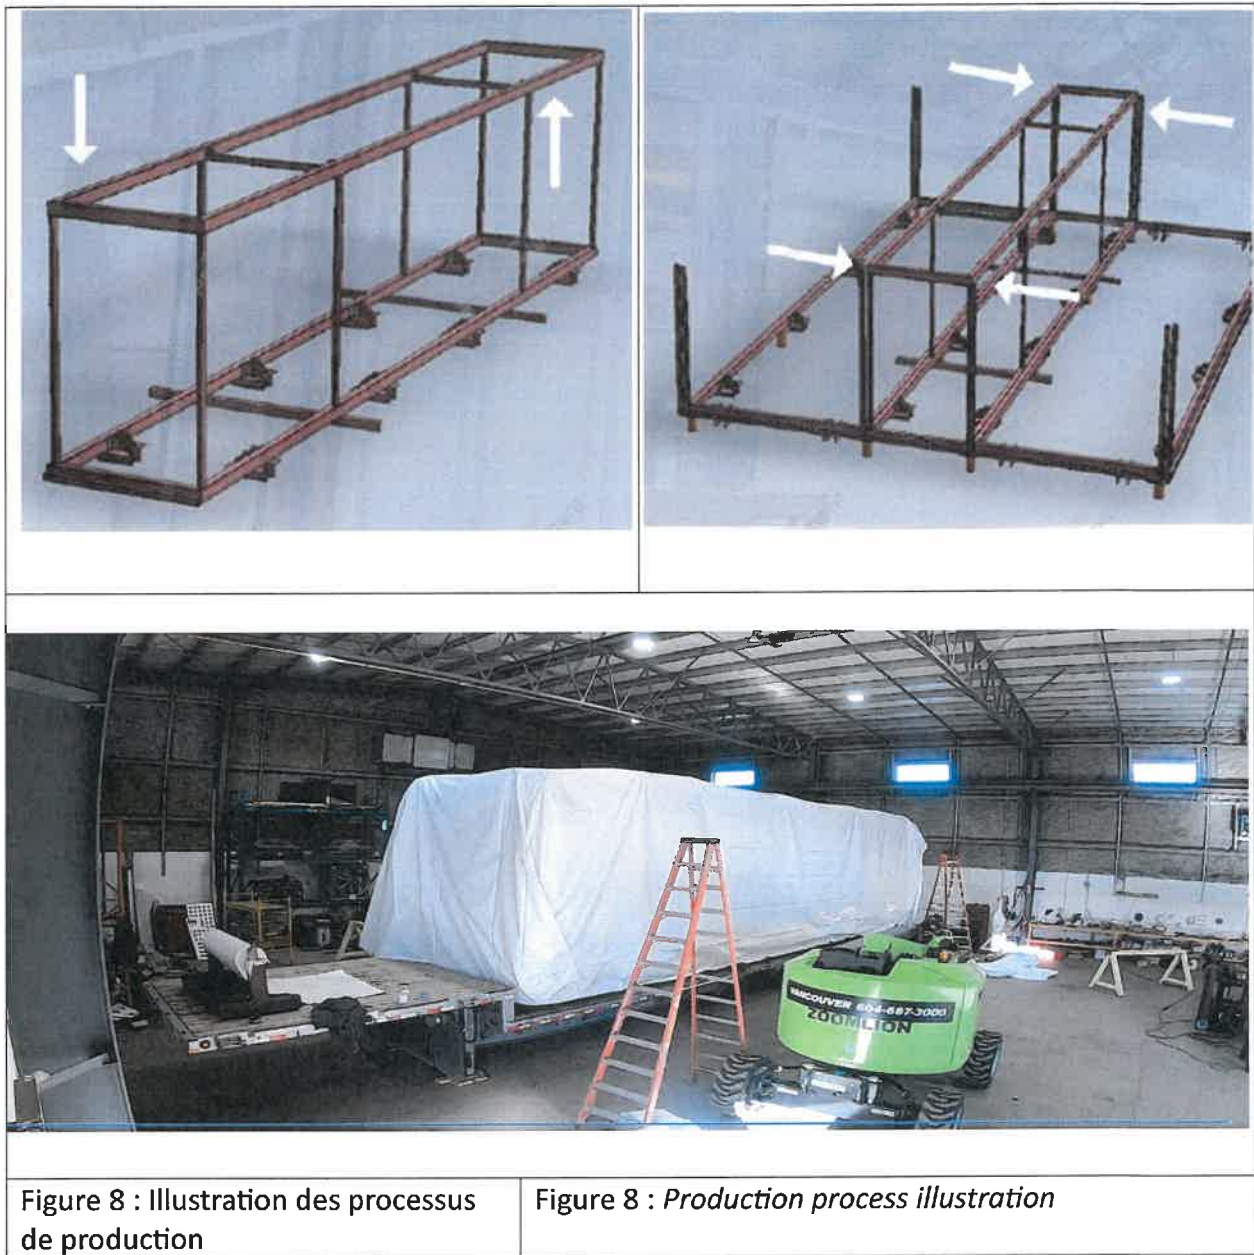 VANCOUVER 604-687-3000
ZOOMLION
Figure 8 : Illustration des processus
de production
Figure 8 : Production process illustration